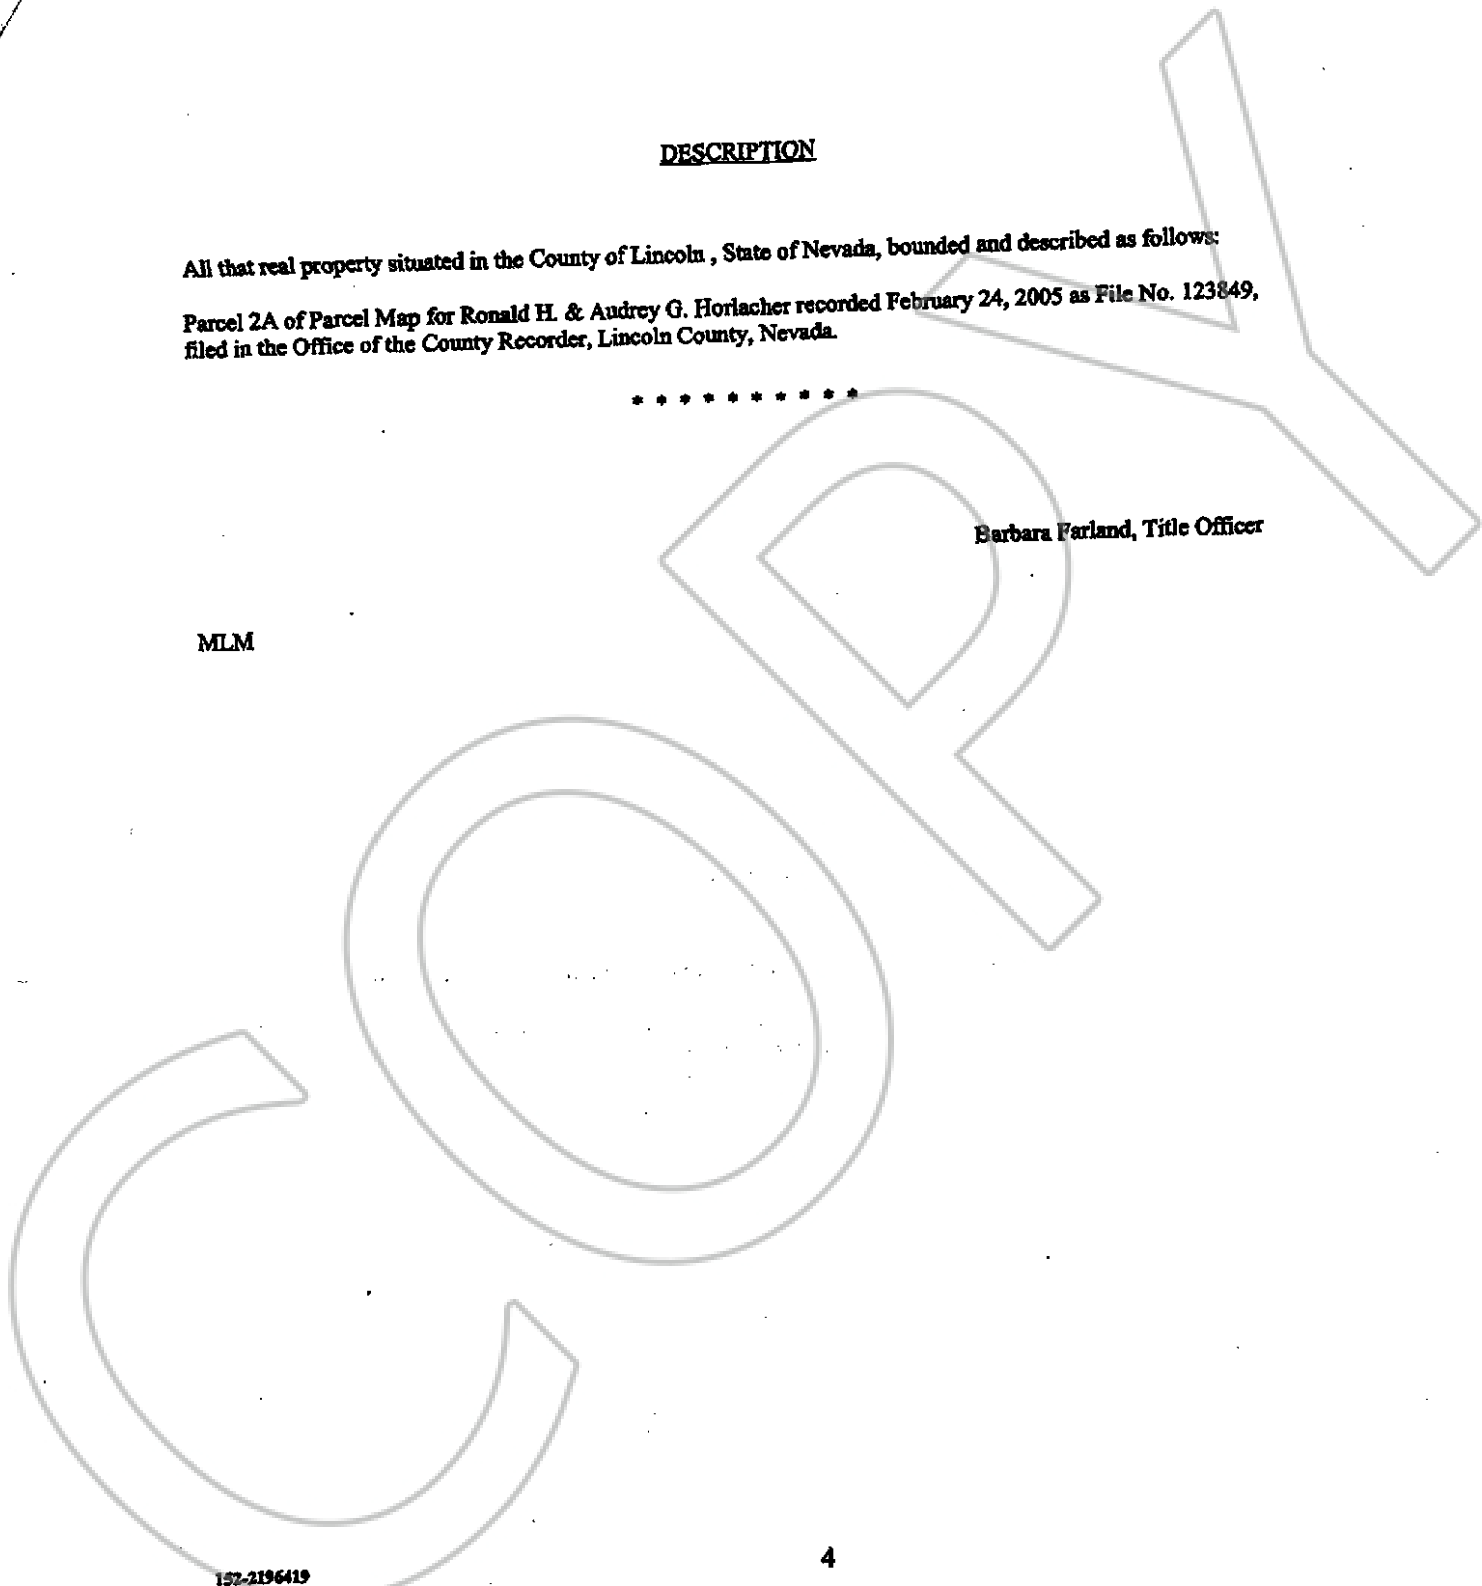 DESCRIPTION
All that real property situated in the County of Lincoln , State of Nevada, bounded and described as follows:
Parcel 2A of Parcel Map for Ronald H. & Audrey G. Horlacher recorded February 24, 2005 as File No. 123849,
filed in the Office of the County Recorder, Lincoln County, Nevada.
* * * * * * * * * *
Barbara Farland, Title Officer
MLM
COPY
4
152-2196419